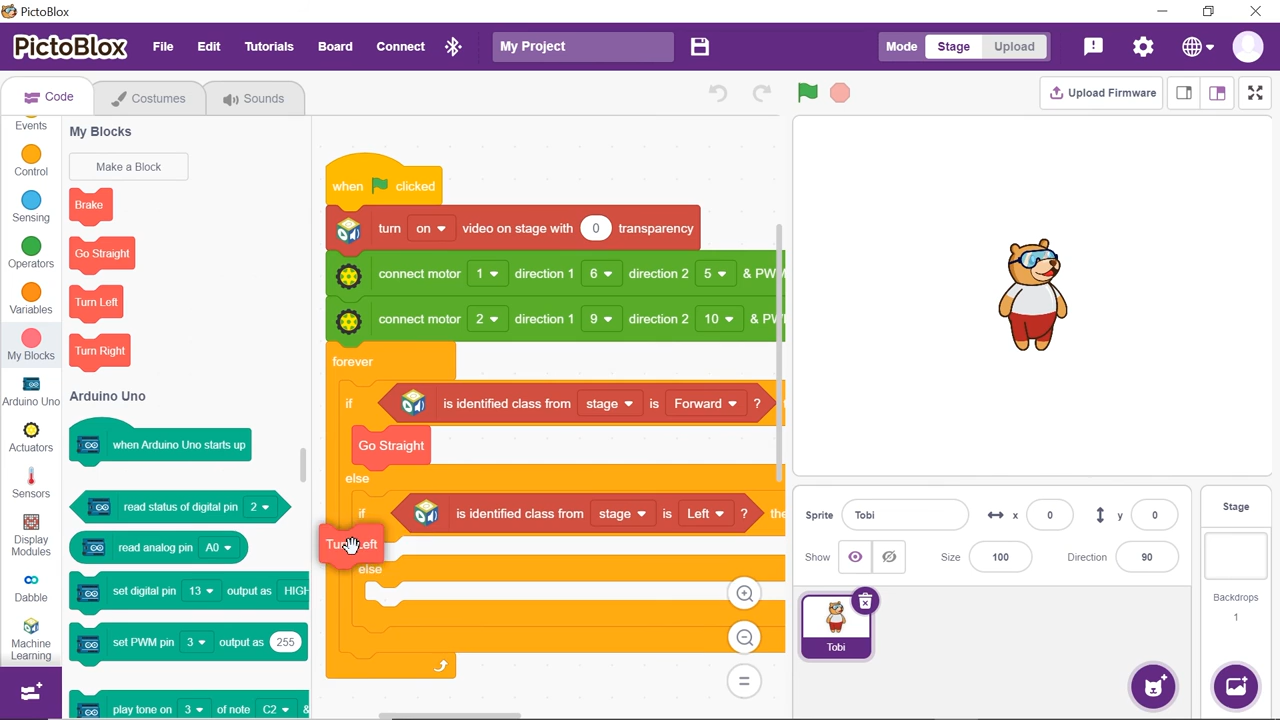 PictoBlox
PictoBlox File Edit Tutorials Board Connect My Project Mode Stage Upload
Code Costumes Sounds Upload Firmware
Events
Control
Sensing
Operators
Variables
My Blocks
Arduino Uno
Actuators
Sensors
Display
Modules
Dabble
Machine
Learning
My Blocks
Make a Block
Brake
Go Straight
Turn Left
Turn Right
Arduino Uno
when Arduino Uno starts up
read status of digital pin 2
read analog pin A0
set digital pin 13 output as HIGH
set PWM pin 3 output as 255
play tone on 3 of note C2 &
when clicked
turn on video on stage with 0 transparency
connect motor 1 direction 1 6 direction 2 5 & PWM
connect motor 2 direction 1 9 direction 2 10 & PW
forever
if is identified class from stage is Forward ? t
Go Straight
else
if is identified class from stage is Left ? the
Turn Left
else
=
Sprite Tobi x 0 y 0
Show Size 100 Direction 90
Tobi
Stage
Backdrops
1